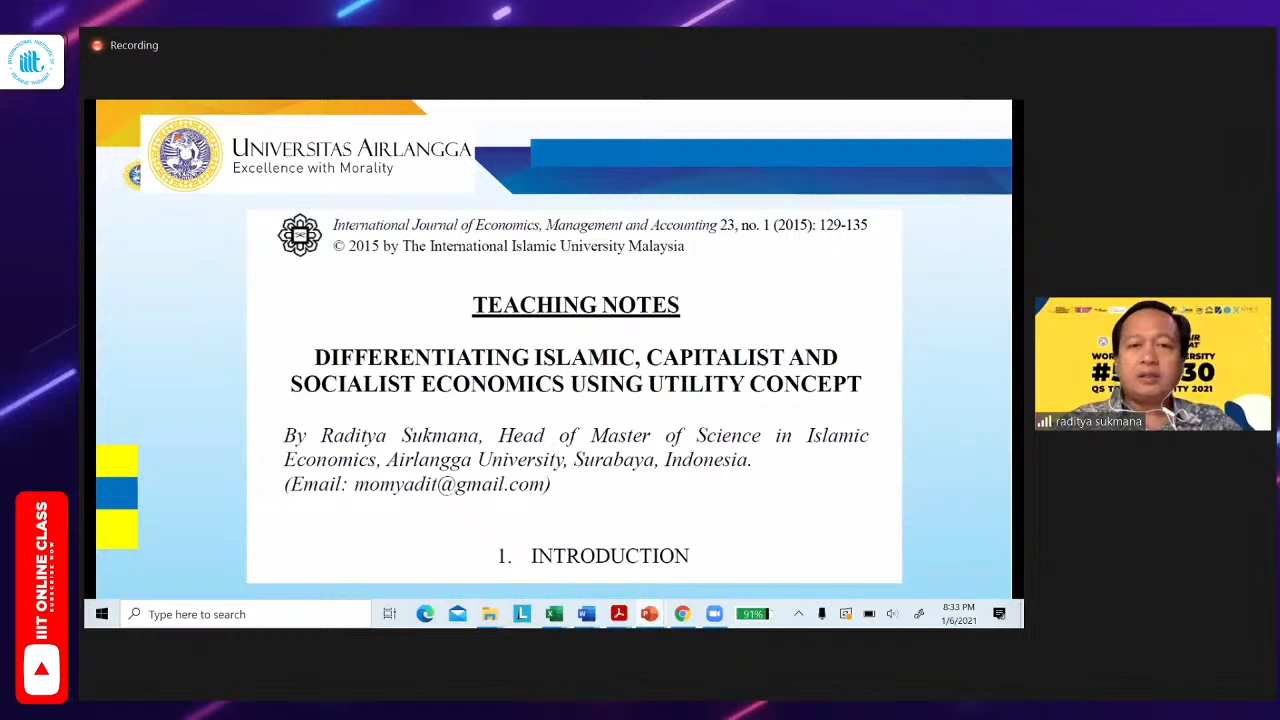 Recording
UNIVERSITAS AIRLANGGA
Excellence with Morality
International Journal of Economics, Management and Accounting 23, no. 1 (2015): 129-135
© 2015 by The International Islamic University Malaysia
TEACHING NOTES
DIFFERENTIATING ISLAMIC, CAPITALIST AND
SOCIALIST ECONOMICS USING UTILITY CONCEPT
By Raditya Sukmana, Head of Master of Science in Islamic
Economics, Airlangga University, Surabaya, Indonesia.
(Email: momyadit@gmail.com)
1. INTRODUCTION
raditya sukmana
IIIT ONLINE CLASS
SUBSCRIBE NOW
Type here to search
91%
8:33 PM
1/6/2021